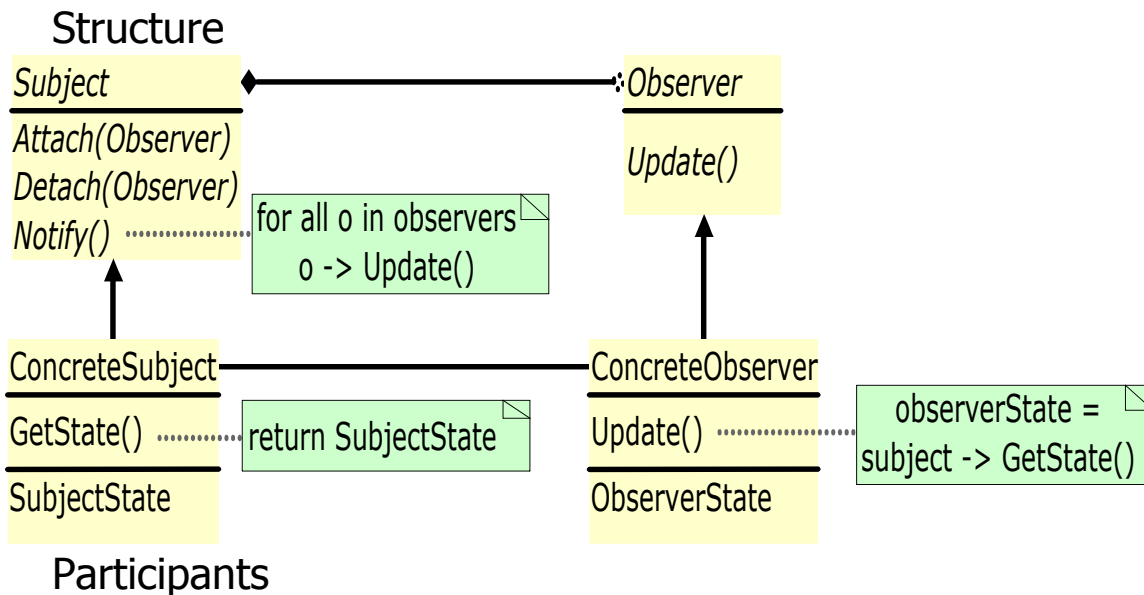 Structure
Subject
Attach(Observer)
Detach(Observer)
Notify()
for all o in observers
o -> Update()
Observer
Update()
ConcreteSubject
GetState()
SubjectState
return SubjectState
ConcreteObserver
Update()
ObserverState
observerState =
subject -> GetState()
Participants